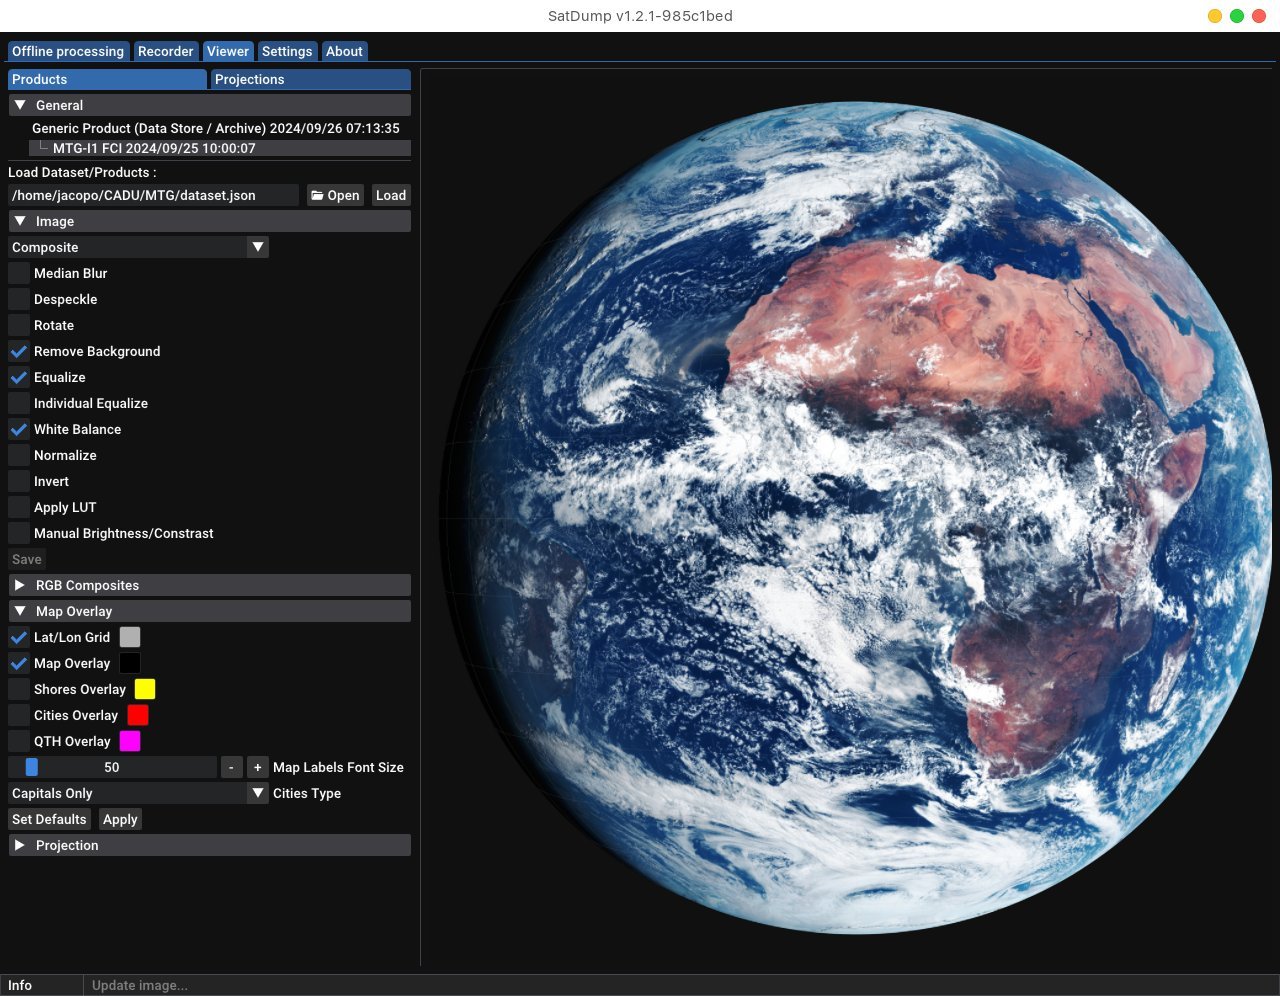 SatDump v1.2.1-985c1bed
Offline processing Recorder Viewer Settings About
Products Projections
General
Generic Product (Data Store / Archive) 2024/09/26 07:13:35
MTG-I1 FCI 2024/09/25 10:00:07
Load Dataset/Products :
/home/jacopo/CADU/MTG/dataset.json Open Load
Image
Composite
Median Blur
Despeckle
Rotate
Remove Background
Equalize
Individual Equalize
White Balance
Normalize
Invert
Apply LUT
Manual Brightness/Constrast
Save
RGB Composites
Map Overlay
Lat/Lon Grid
Map Overlay
Shores Overlay
Cities Overlay
QTH Overlay
50 - + Map Labels Font Size
Capitals Only Cities Type
Set Defaults Apply
Projection
Info Update image...